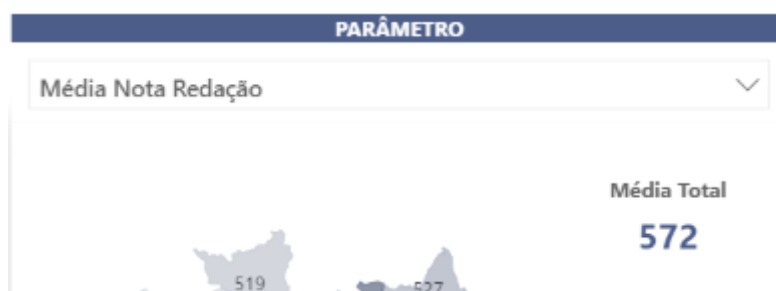 PARÂMETRO
Média Nota Redação
Média Total
572
519
527